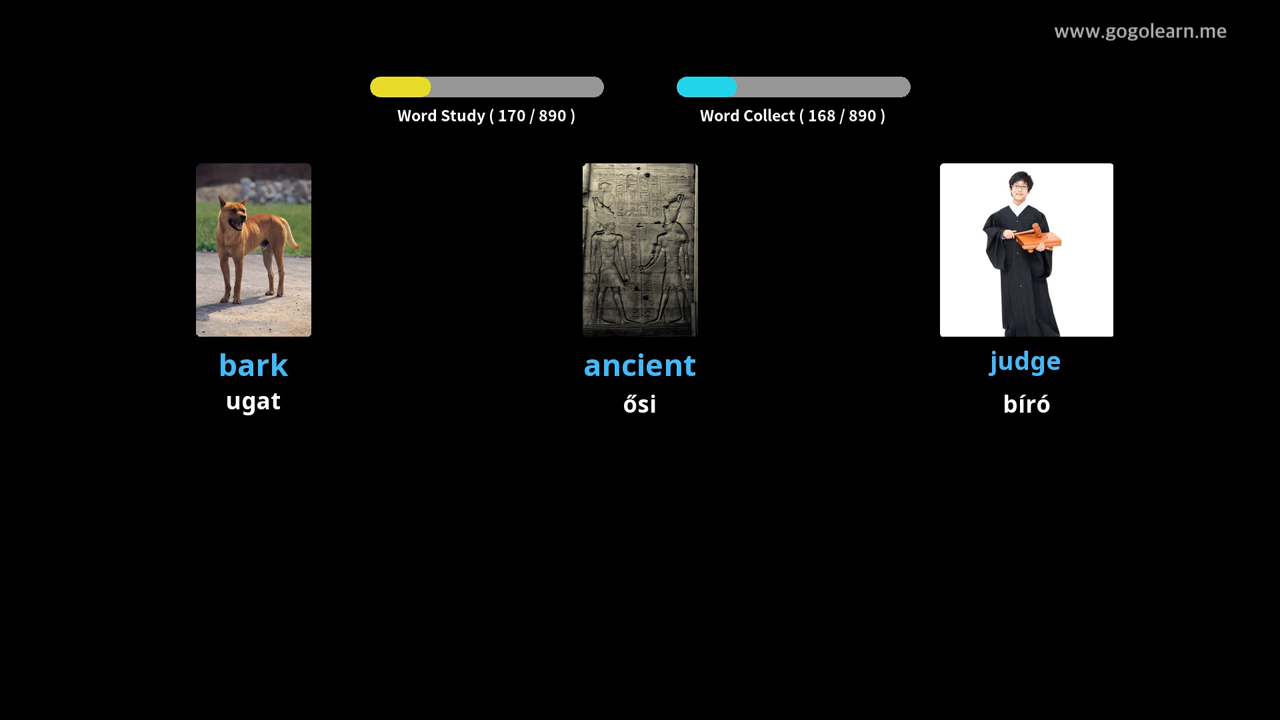 www.gogolearn.me
Word Study ( 170 / 890 )
Word Collect ( 168 / 890 )
bark
ugat
ancient
ősi
judge
bíró